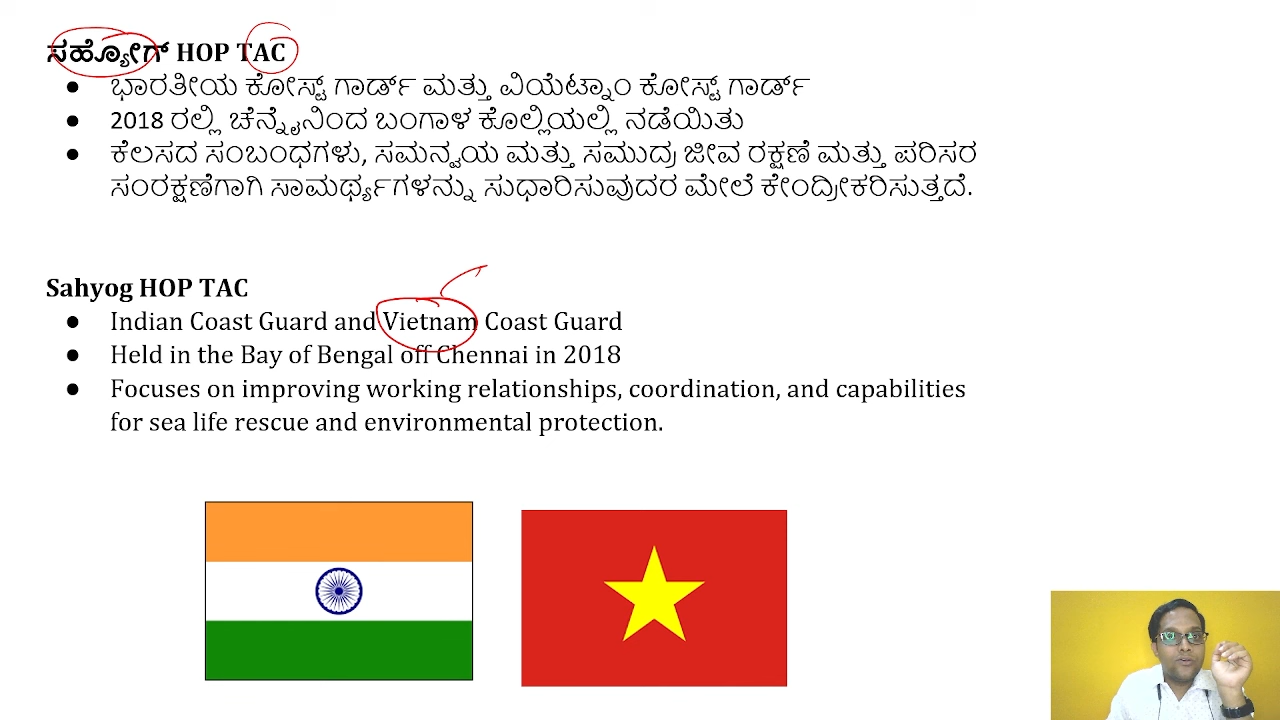 ಸಹ್ಯೋಗ್ HOP TAC
● ಭಾರತೀಯ ಕೋಸ್ಟ್ ಗಾರ್ಡ್ ಮತ್ತು ವಿಯೆಟ್ನಾಂ ಕೋಸ್ಟ್ ಗಾರ್ಡ್
● 2018 ರಲ್ಲಿ ಚೆನ್ನೈನಿಂದ ಬಂಗಾಳ ಕೊಲ್ಲಿಯಲ್ಲಿ ನಡೆಯಿತು
● ಕೆಲಸದ ಸಂಬಂಧಗಳು, ಸಮನ್ವಯ ಮತ್ತು ಸಮುದ್ರ ಜೀವ ರಕ್ಷಣೆ ಮತ್ತು ಪರಿಸರ
ಸಂರಕ್ಷಣೆಗಾಗಿ ಸಾಮರ್ಥ್ಯಗಳನ್ನು ಸುಧಾರಿಸುವುದರ ಮೇಲೆ ಕೇಂದ್ರೀಕರಿಸುತ್ತದೆ.
Sahyog HOP TAC
● Indian Coast Guard and Vietnam Coast Guard
● Held in the Bay of Bengal off Chennai in 2018
● Focuses on improving working relationships, coordination, and capabilities
for sea life rescue and environmental protection.